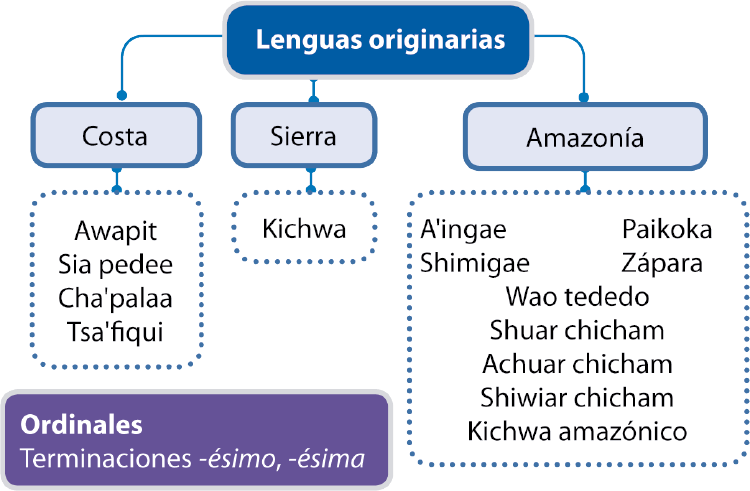 Lenguas originarias
Costa
Sierra
Amazonía
Awapit
Sia pedee
Cha'palaa
Tsa'fiqui
Kichwa
A'ingae Paikoka
Shimigae Zápara
Wao tededo
Shuar chicham
Achuar chicham
Shiwiar chicham
Kichwa amazónico
Ordinales
Terminaciones -ésimo, -ésima